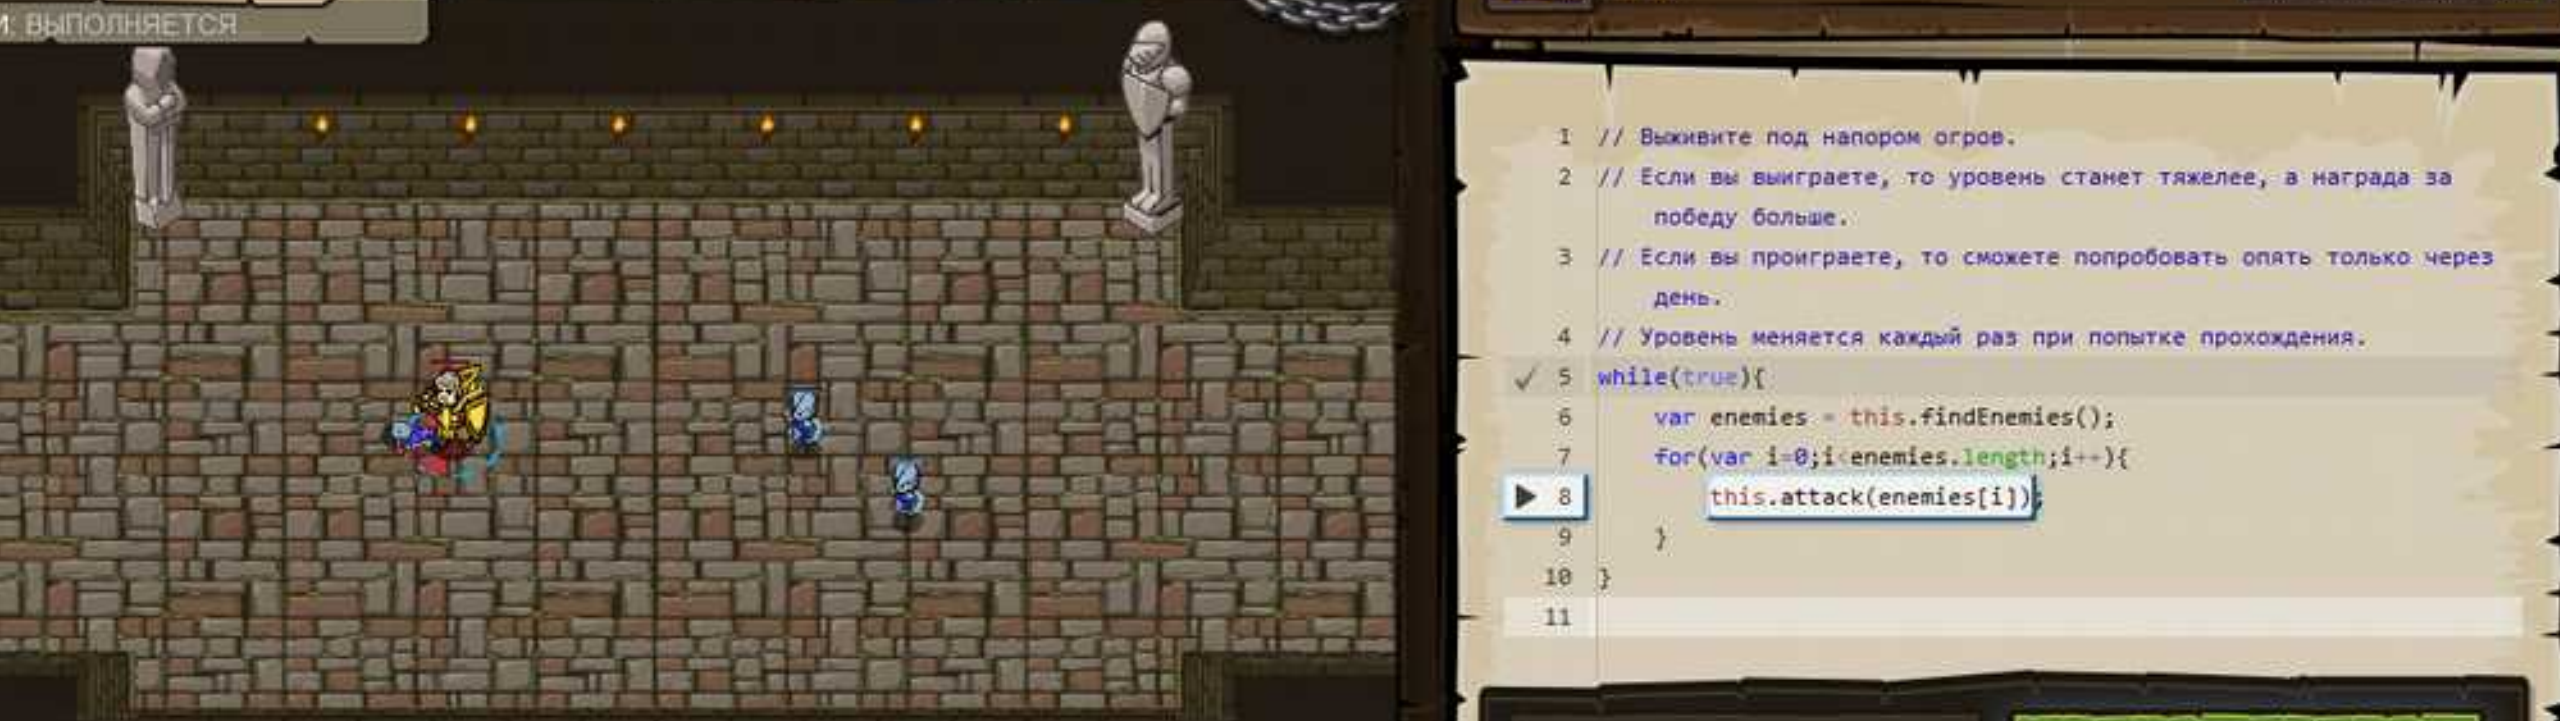 И: ВЫПОЛНЯЕТСЯ
1 // Выживите под напором огров.
2 // Если вы выиграете, то уровень станет тяжелее, а награда за
победу больше.
3 // Если вы проиграете, то сможете попробовать опять только через
день.
4 // Уровень меняется каждый раз при попытке прохождения.
5 while(true){
6 var enemies = this.findEnemies();
7 for(var i=0;i<enemies.length;i++){
8 this.attack(enemies[i]);
9 }
10 }
11